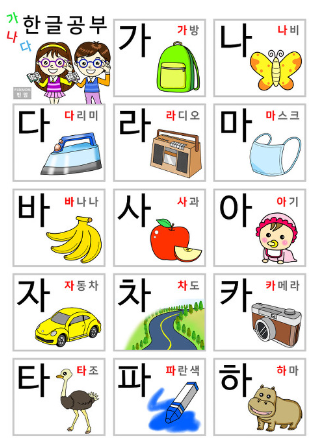 가
나
다
한글공부
가
가방
나
나비
다
다리미
라
라디오
마
마스크
바
바나나
사
사과
아
아기
자
자동차
차
차도
카
카메라
타
타조
파
파란색
하
하마